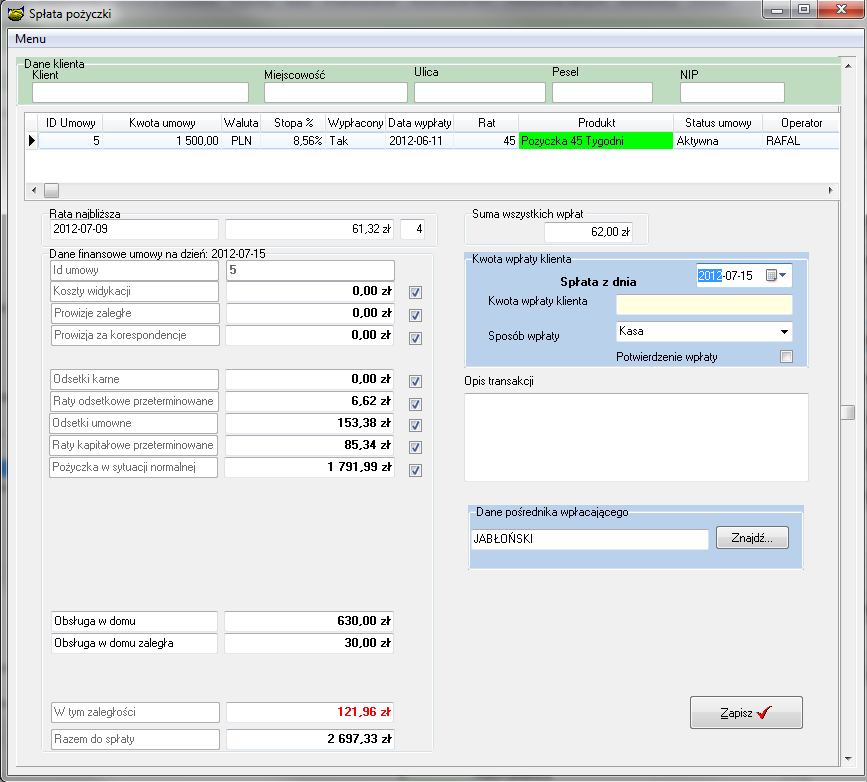 Spłata pożyczki
Menu
Dane klienta
Klient Miejscowość Ulica Pesel NIP
ID Umowy Kwota umowy Waluta Stopa % Wypłacony Data wypłaty Rat Produkt Status umowy Operator
5 1 500,00 PLN 8,56% Tak 2012-06-11 45 Pozyczka 45 Tygodni Aktywna RAFAL
Rata najbliższa
2012-07-09 61,32 zł 4
Suma wszystkich wpłat
62,00 zł
Dane finansowe umowy na dzień: 2012-07-15
Id umowy 5
Koszty widykacji 0,00 zł
Prowizje zaległe 0,00 zł
Prowizja za korespondencje 0,00 zł
Odsetki karne 0,00 zł
Raty odsetkowe przeterminowane 6,62 zł
Odsetki umowne 153,38 zł
Raty kapitałowe przeterminowane 85,34 zł
Pożyczka w sytuacji normalnej 1 791,99 zł
Obsługa w domu 630,00 zł
Obsługa w domu zaległa 30,00 zł
W tym zaległości 121,96 zł
Razem do spłaty 2 697,33 zł
Kwota wpłaty klienta
Spłata z dnia 2012-07-15
Kwota wpłaty klienta
Sposób wpłaty Kasa
Potwierdzenie wpłaty
Opis transakcji
Dane pośrednika wpłacającego
JABŁOŃSKI Znajdź...
Zapisz